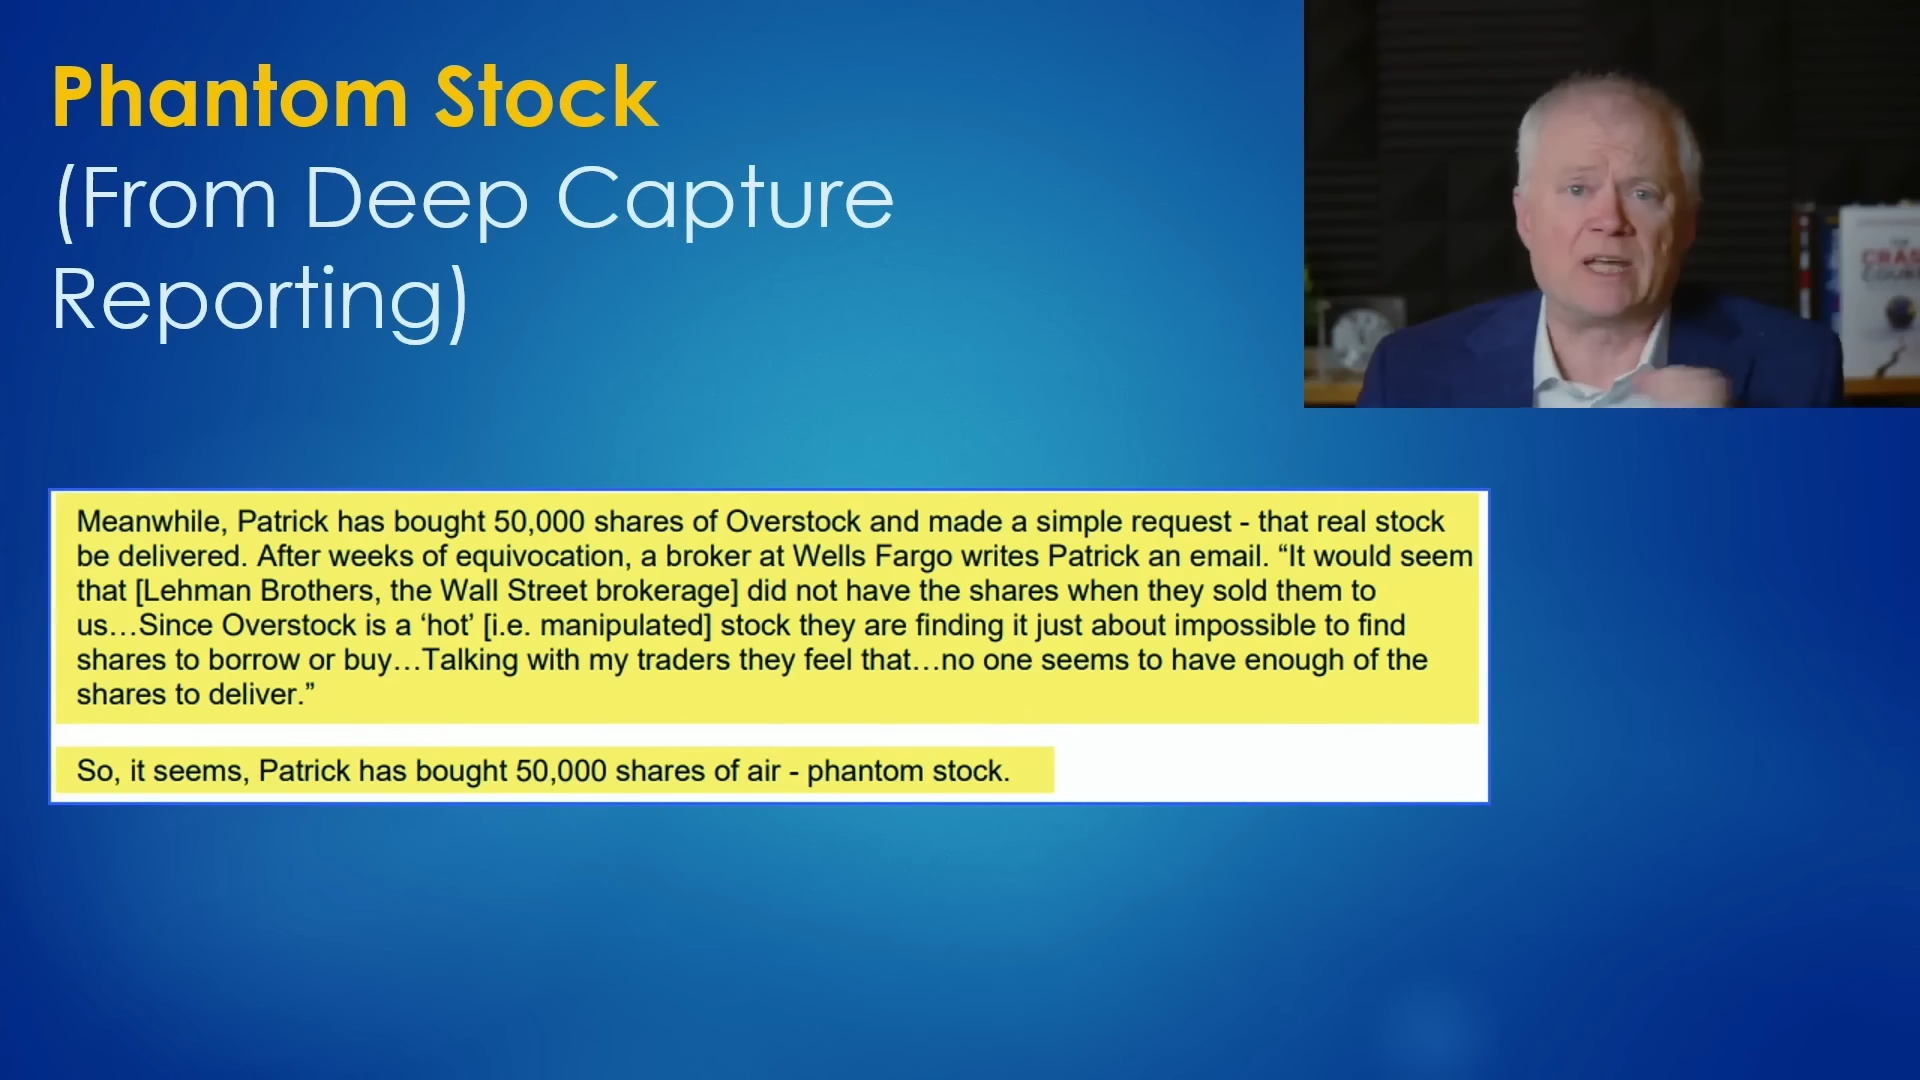 Phantom Stock
(From Deep Capture
Reporting)
CRAS
Meanwhile, Patrick has bought 50,000 shares of Overstock and made a simple request - that real stock
be delivered. After weeks of equivocation, a broker at Wells Fargo writes Patrick an email. “It would seem
that [Lehman Brothers, the Wall Street brokerage] did not have the shares when they sold them to
us…Since Overstock is a ‘hot’ [i.e. manipulated] stock they are finding it just about impossible to find
shares to borrow or buy…Talking with my traders they feel that…no one seems to have enough of the
shares to deliver.”
So, it seems, Patrick has bought 50,000 shares of air - phantom stock.